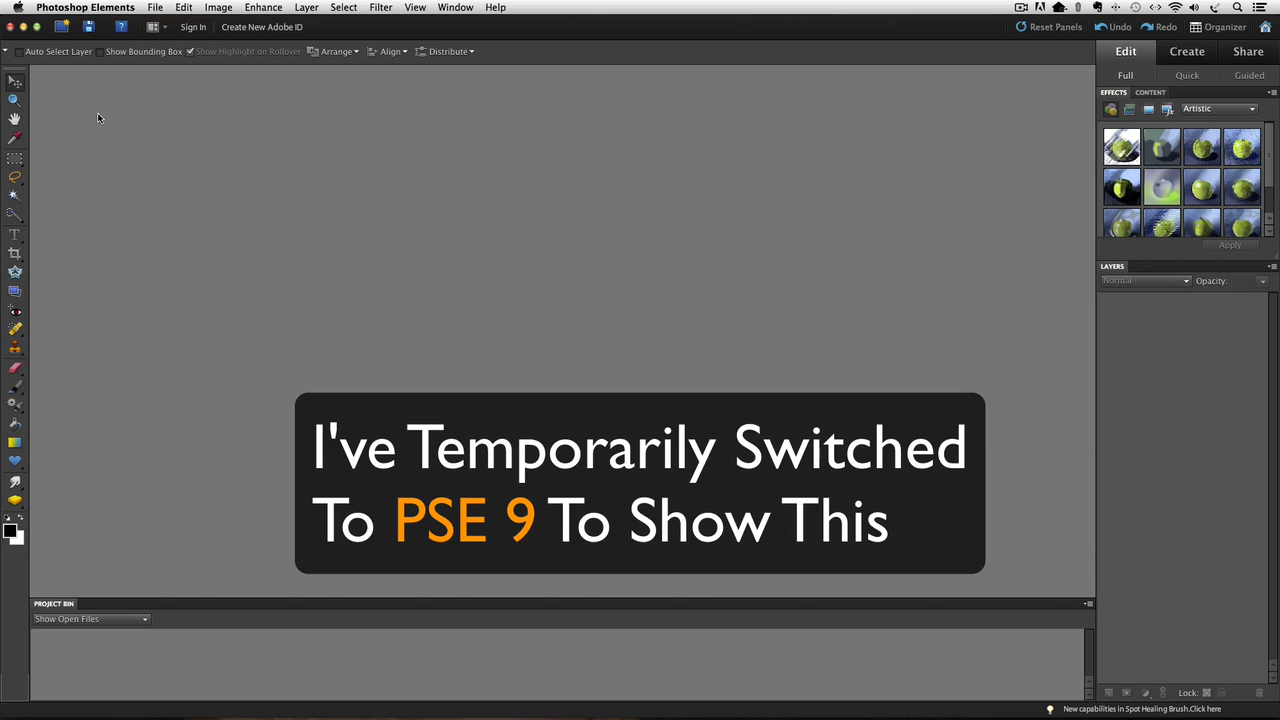 Photoshop Elements File Edit Image Enhance Layer Select Filter View Window Help
Sign In Create New Adobe ID Reset Panels Undo Redo Organizer
Auto Select Layer Show Bounding Box Show Highlight on Rollover Arrange Align Distribute
Edit Create Share
Full Quick Guided
EFFECTS CONTENT
Artistic
Apply
LAYERS
Normal Opacity:
I've Temporarily Switched
To PSE 9 To Show This
PROJECT BIN
Show Open Files
Lock:
New capabilities in Spot Healing Brush.Click here